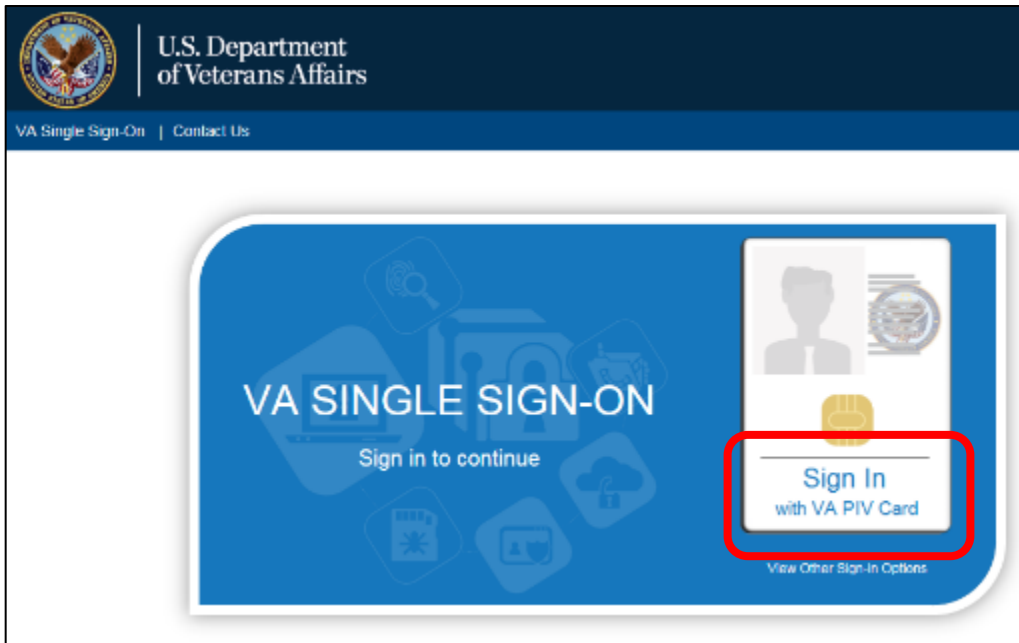 U.S. Department
of Veterans Affairs
VA Single Sign-On | Contact Us
VA SINGLE SIGN-ON
Sign in to continue
Sign In
with VA PIV Card
View Other Sign-In Options